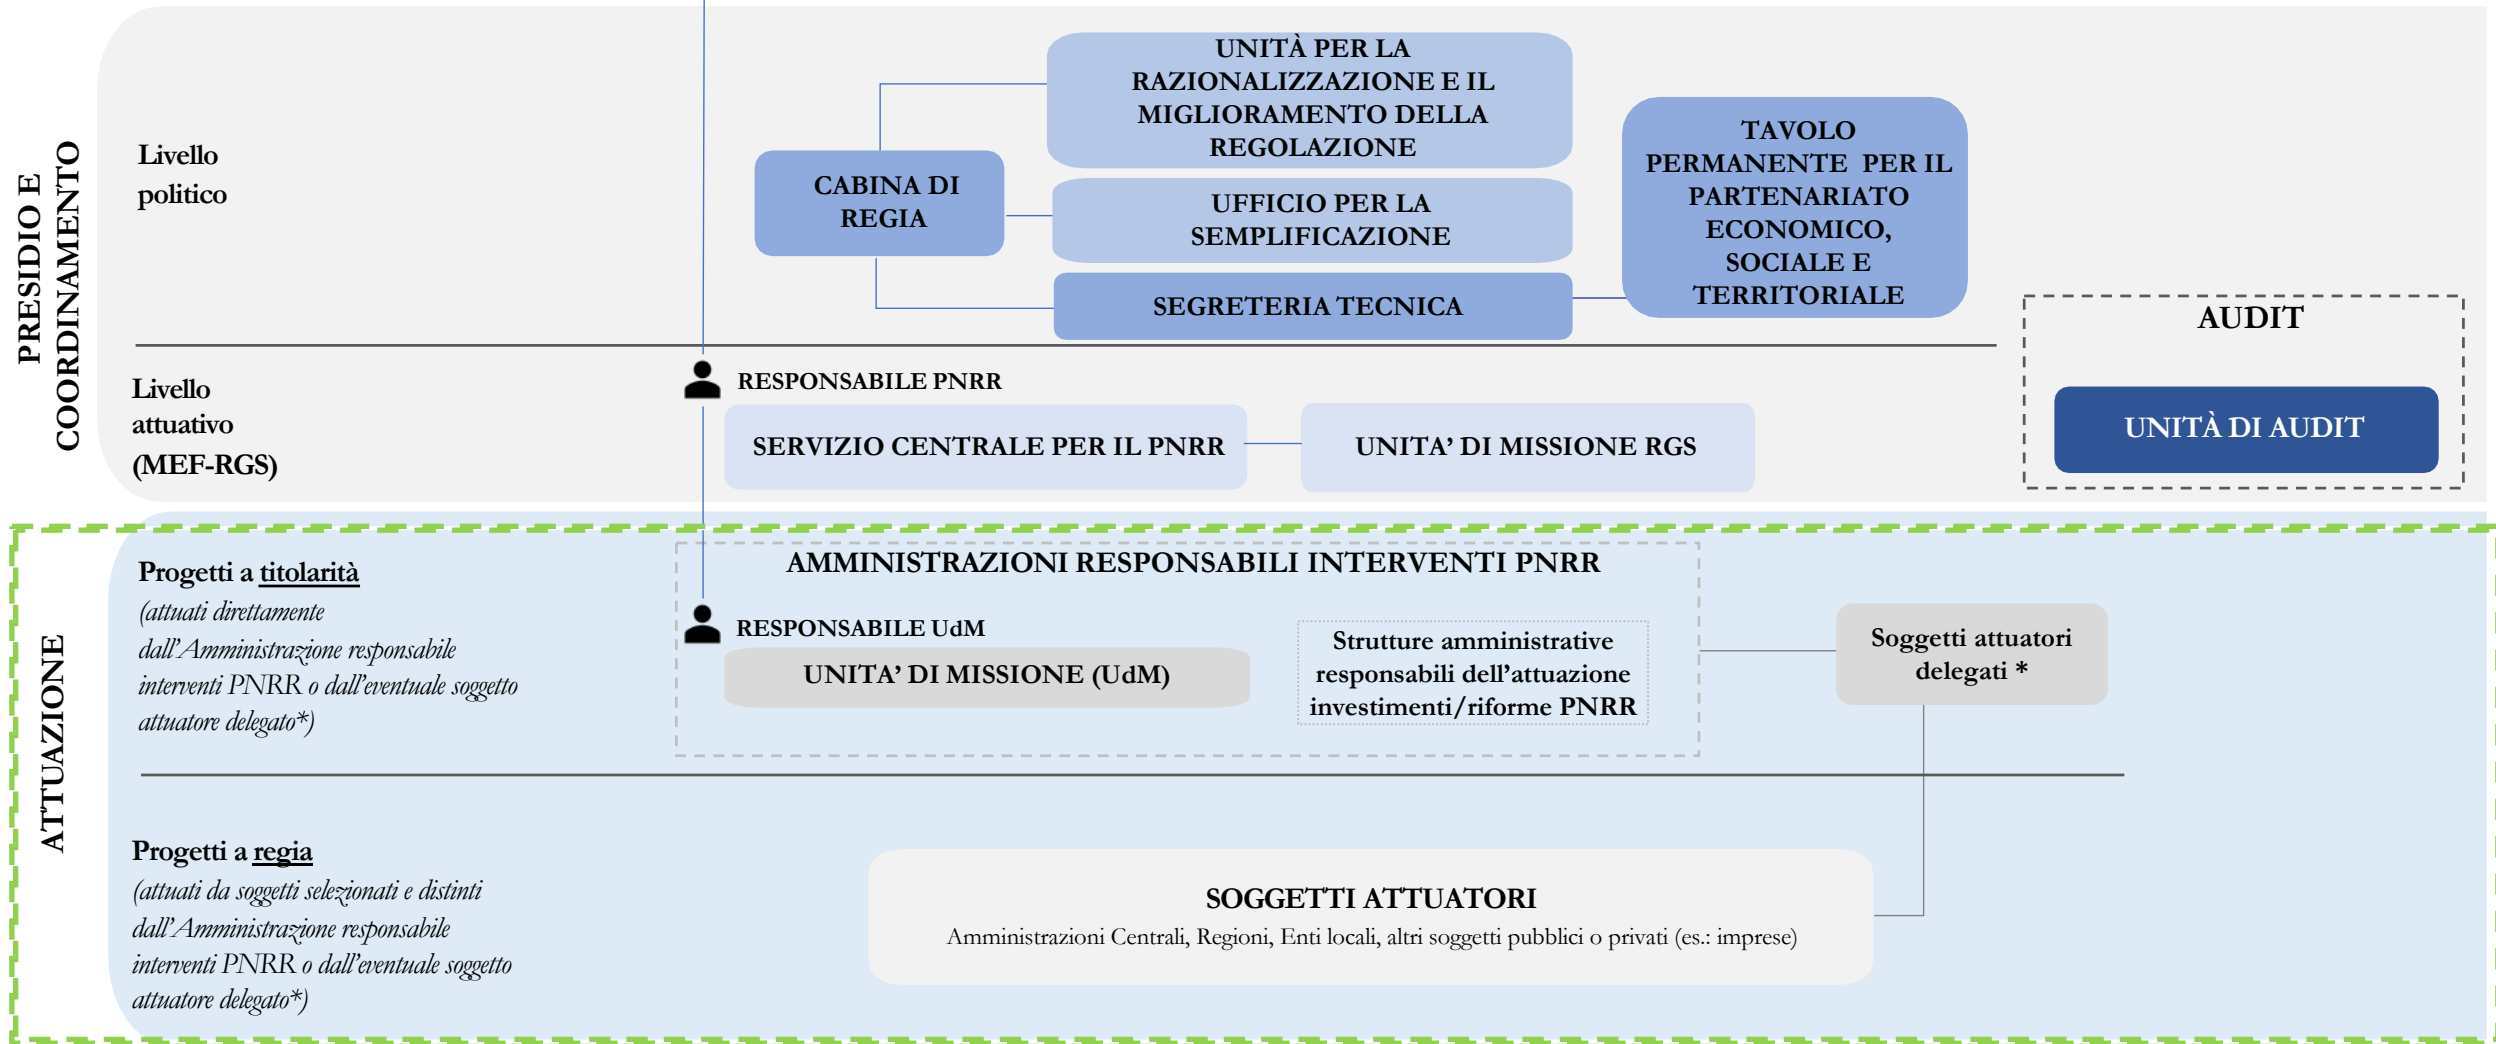 PRESIDIO E
COORDINAMENTO
Livello
politico
CABINA DI
REGIA
UNITÀ PER LA
RAZIONALIZZAZIONE E IL
MIGLIORAMENTO DELLA
REGOLAZIONE
UFFICIO PER LA
SEMPLIFICAZIONE
SEGRETERIA TECNICA
TAVOLO
PERMANENTE PER IL
PARTENARIATO
ECONOMICO,
SOCIALE E
TERRITORIALE
AUDIT
UNITÀ DI AUDIT
Livello
attuativo
(MEF-RGS)
RESPONSABILE PNRR
SERVIZIO CENTRALE PER IL PNRR
UNITA’ DI MISSIONE RGS
ATTUAZIONE
Progetti a titolarità
(attuati direttamente
dall’Amministrazione responsabile
interventi PNRR o dall’eventuale soggetto
attuatore delegato*)
AMMINISTRAZIONI RESPONSABILI INTERVENTI PNRR
RESPONSABILE UdM
UNITA’ DI MISSIONE (UdM)
Strutture amministrative
responsabili dell’attuazione
investimenti/riforme PNRR
Soggetti attuatori
delegati *
Progetti a regia
(attuati da soggetti selezionati e distinti
dall’Amministrazione responsabile
interventi PNRR o dall’eventuale soggetto
attuatore delegato*)
SOGGETTI ATTUATORI
Amministrazioni Centrali, Regioni, Enti locali, altri soggetti pubblici o privati (es.: imprese)